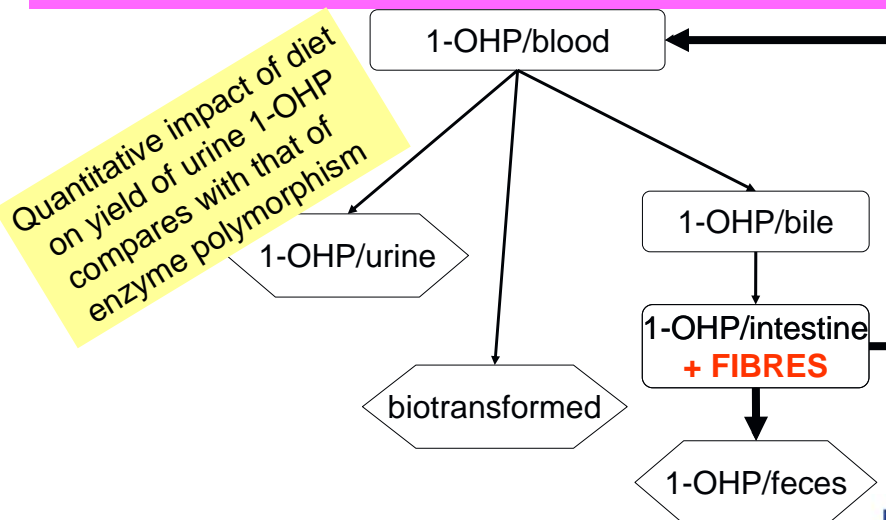 1-OHP/blood
Quantitative impact of diet
on yield of urine 1-OHP
compares with that of
enzyme polymorphism
1-OHP/urine
1-OHP/bile
1-OHP/intestine
+ FIBRES
biotransformed
1-OHP/feces